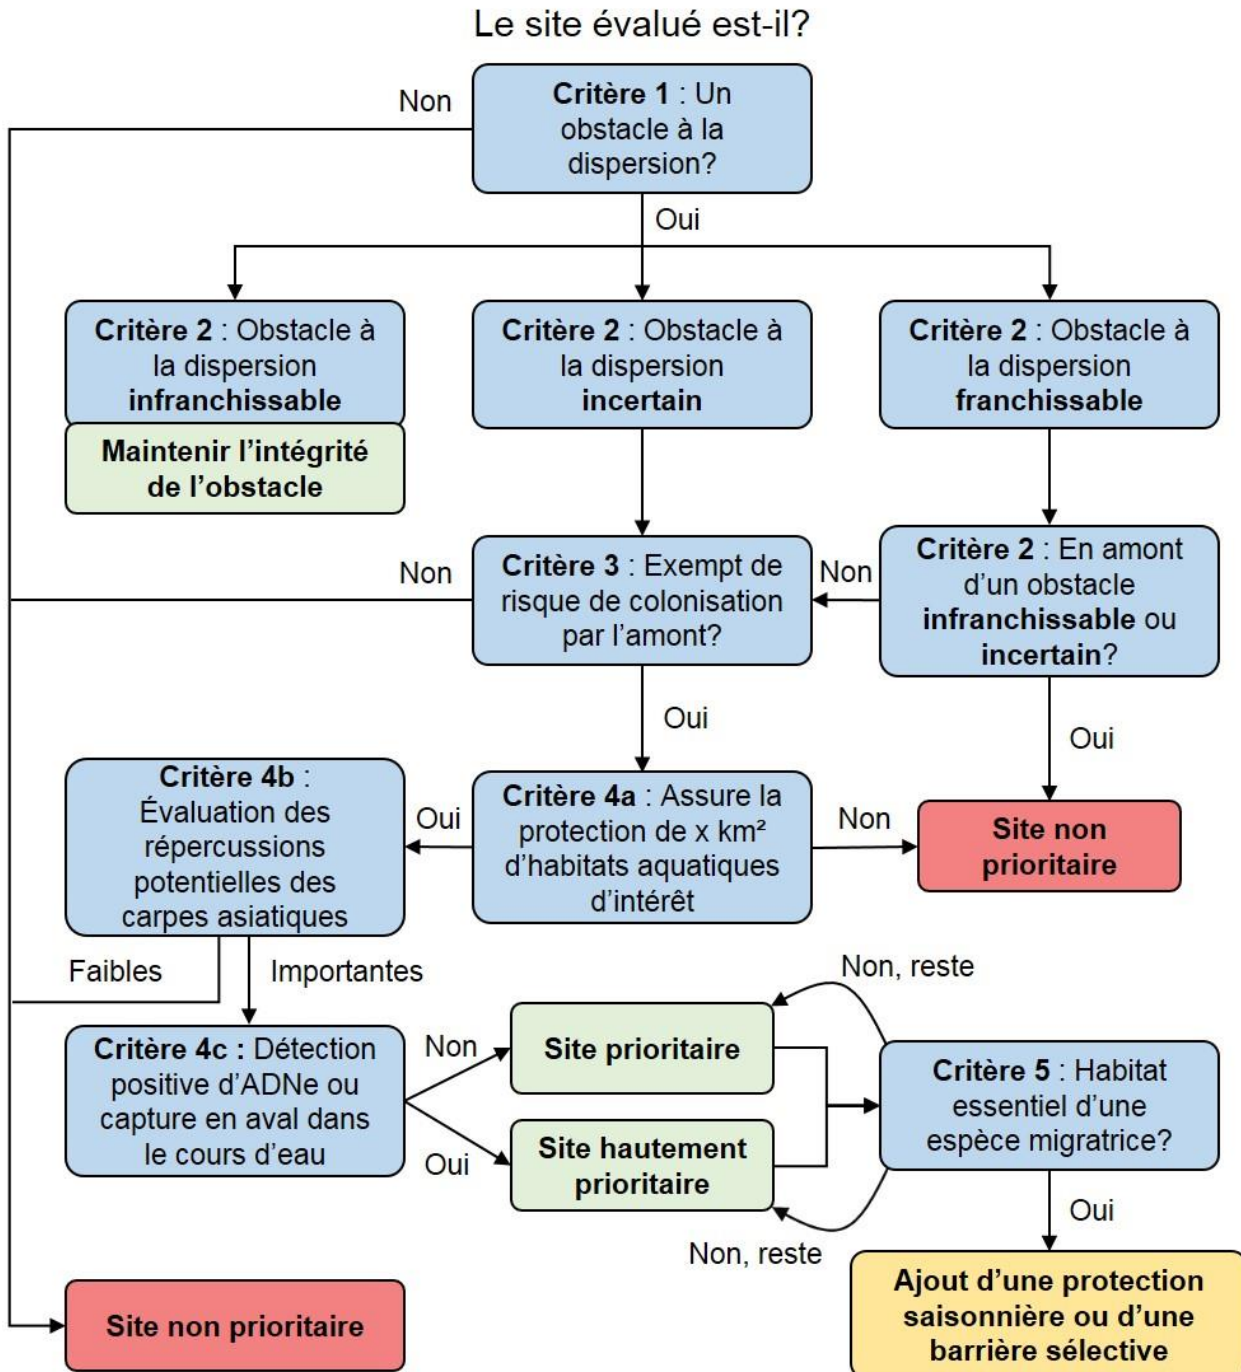 Le site évalué est-il?
Non
Critère 1 : Un
obstacle à la
dispersion?
Oui
Critère 2 : Obstacle à
la dispersion
infranchissable
Maintenir l’intégrité
de l’obstacle
Critère 2 : Obstacle à
la dispersion
incertain
Critère 2 : Obstacle à
la dispersion
franchissable
Non
Critère 3 : Exempt de
risque de colonisation
par l’amont?
Non
Critère 2 : En amont
d’un obstacle
infranchissable ou
incertain?
Oui
Oui
Critère 4b :
Évaluation des
répercussions
potentielles des
carpes asiatiques
Oui
Critère 4a : Assure la
protection de x km²
d’habitats aquatiques
d’intérêt
Non
Site non
prioritaire
Faibles
Importantes
Non, reste
Critère 4c : Détection
positive d’ADNe ou
capture en aval dans
le cours d’eau
Non
Site prioritaire
Oui
Site hautement
prioritaire
Critère 5 : Habitat
essentiel d’une
espèce migratrice?
Non, reste
Oui
Site non prioritaire
Ajout d’une protection
saisonnière ou d’une
barrière sélective